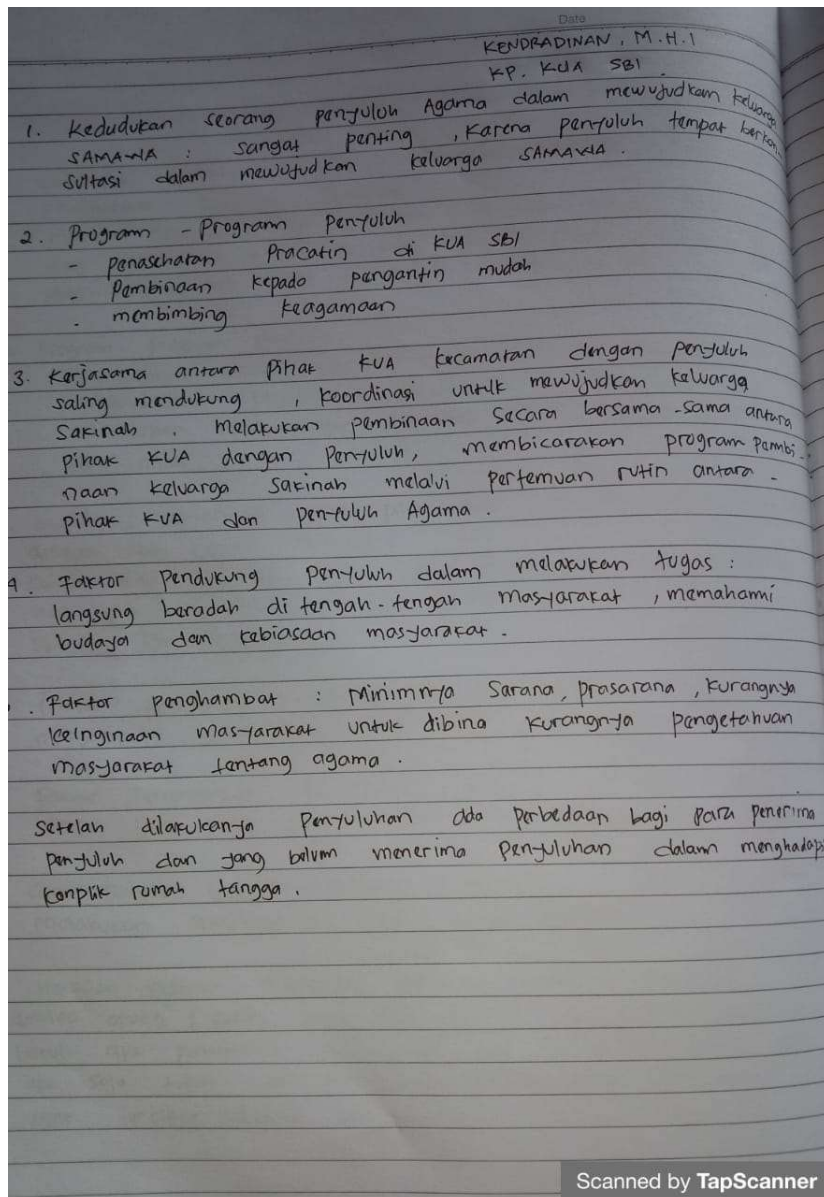 Date
KENDRADINAN, M.H.I
KP. KUA SBI
1. Kedudukan seorang penyuluh Agama dalam mewujudkan keluarga
SAMAWA : sangat penting , Karena penyuluh tempat berkon-
sultasi dalam mewujudkan keluarga SAMAWA .
2. Program - Program Penyuluh
- penasehatan Pracatin di KUA SBI
- Pembinaan kepada pengantin mudah
- membimbing keagamaan
3. Kerjasama antara Pihak KUA kecamatan dengan penyuluh
saling mendukung , koordinasi untuk mewujudkan keluarga
Sakinah . melakukan pembinaan secara bersama-sama antara
pihak KUA dengan Penyuluh, membicarakan program pembi-
naan keluarga sakinah melalui pertemuan rutin antara -
pihak KUA dan penyuluh Agama .
4. Faktor Pendukung penyuluh dalam melakukan tugas :
langsung beradah di tengah-tengah masyarakat , memahami
budaya dan kebiasaan masyarakat .
. Faktor penghambat : Minimnya Sarana, prasarana , kurangnya
keinginaan masyarakat untuk dibina kurangnya pengetahuan
masyarakat tentang agama .
Setelah dilakukannya penyuluhan ada perbedaan bagi para penerima
penyuluh dan yang belum menerima penyuluhan dalam menghadapi
konplik rumah tangga .
Scanned by TapScanner